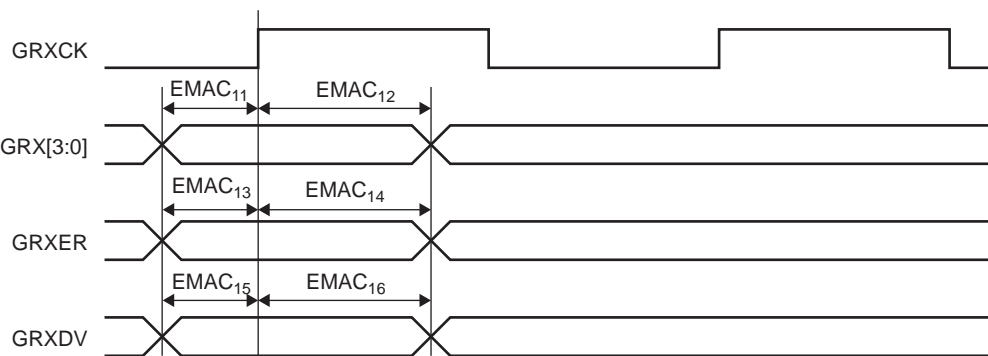 GRXCK
EMAC11 EMAC12
GRX[3:0]
EMAC13 EMAC14
GRXER
EMAC15 EMAC16
GRXDV